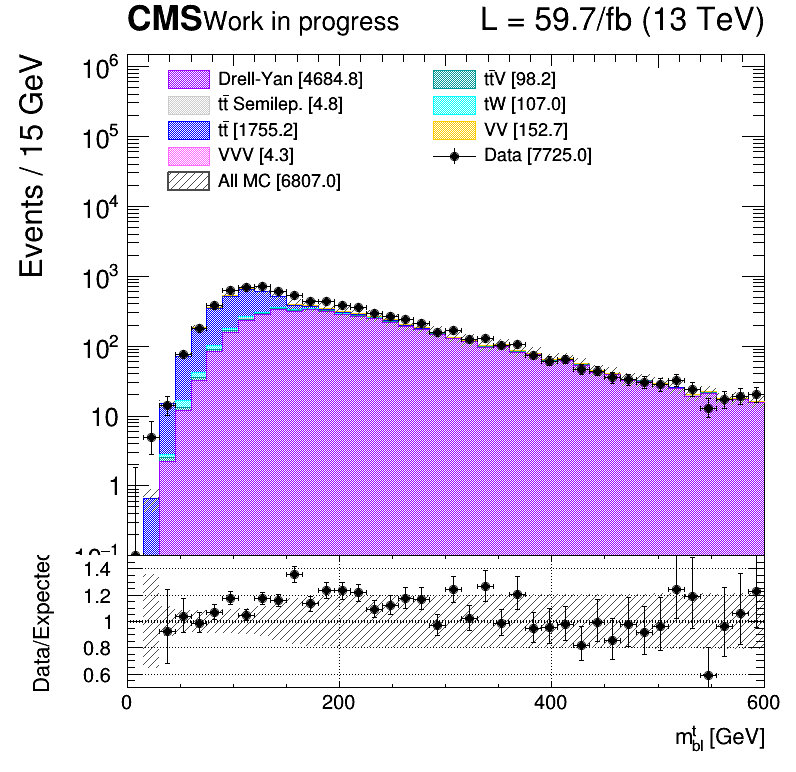 CMS Work in progress L = 59.7/fb (13 TeV)
Events / 15 GeV
10⁶
10⁵
10⁴
10³
10²
10
1
10⁻¹
Drell-Yan [4684.8]
tt̄ Semilep. [4.8]
tt̄ [1755.2]
VVV [4.3]
All MC [6807.0]
tt̄V [98.2]
tW [107.0]
VV [152.7]
Data [7725.0]
Data/Expected
1.4
1.2
1
0.8
0.6
0 200 400 600
m^t_bl [GeV]